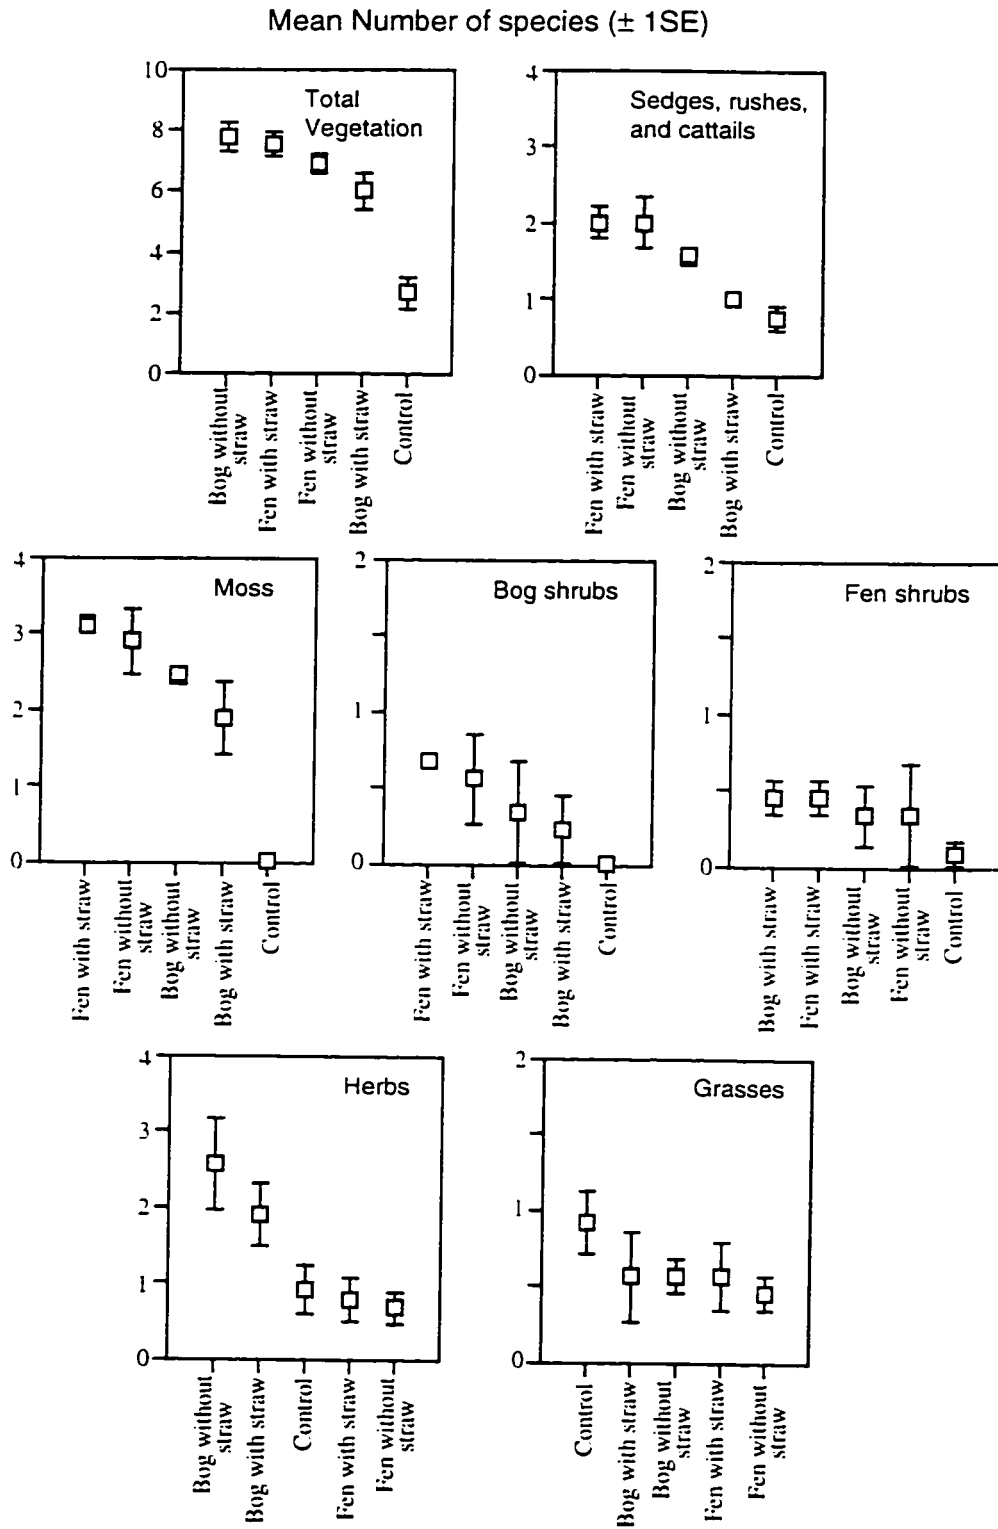 Mean Number of species (± 1SE)
10
8
6
4
2
0
Total
Vegetation
Bog without
straw
Fen with straw
Fen without
straw
Bog with straw
Control
4
3
2
1
0
Sedges, rushes,
and cattails
Fen with straw
Fen without
straw
Bog without
straw
Bog with straw
Control
4
3
2
1
0
Moss
Fen with straw
Fen without
straw
Bog without
straw
Bog with straw
Control
2
1
0
Bog shrubs
Fen with straw
Fen without
straw
Bog without
straw
Bog with straw
Control
2
1
0
Fen shrubs
Bog with straw
Fen with straw
Bog without
straw
Fen without
straw
Control
4
3
2
1
0
Herbs
Bog without
straw
Bog with straw
Control
Fen with straw
Fen without
straw
2
1
0
Grasses
Control
Bog with straw
Bog without
straw
Fen with straw
Fen without
straw